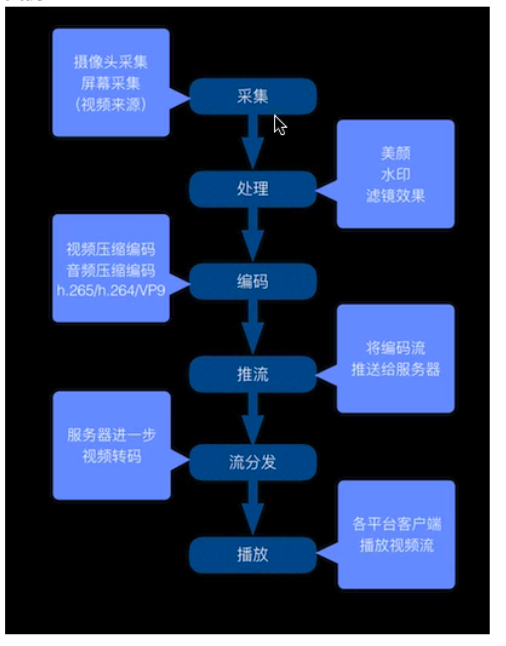 摄像头采集
屏幕采集
(视频来源)
采集
美颜
水印
滤镜效果
处理
视频压缩编码
音频压缩编码
h.265/h.264/VP9
编码
将编码流
推送给服务器
推流
服务器进一步
视频转码
流分发
各平台客户端
播放视频流
播放